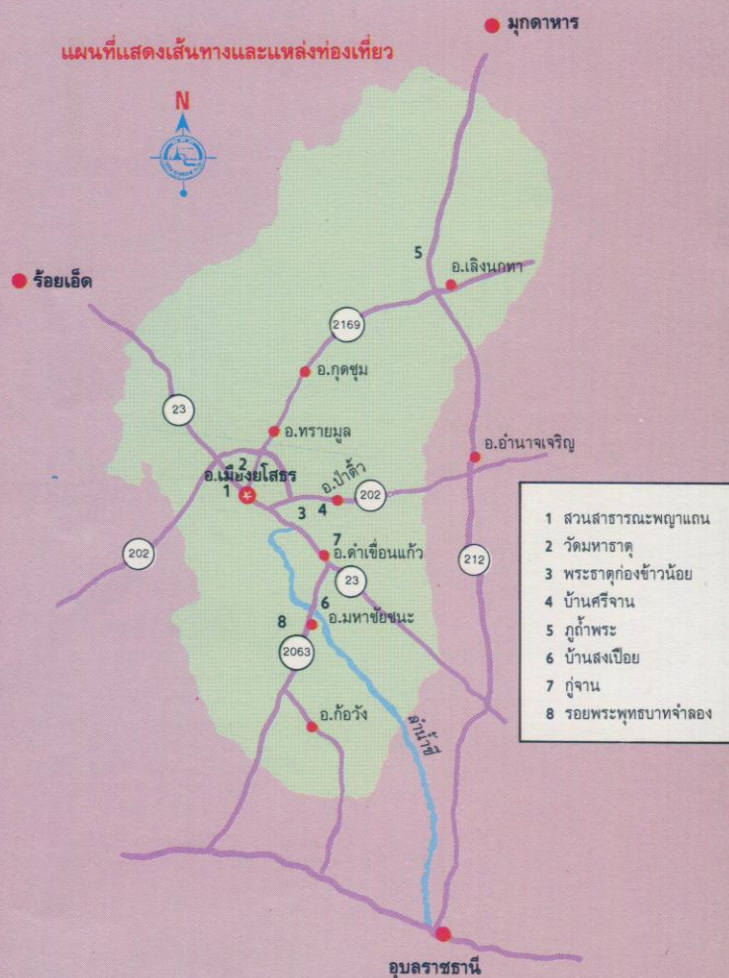 แผนที่แสดงเส้นทางและแหล่งท่องเที่ยว
มุกดาหาร
N
ร้อยเอ็ด
5
อ.เลิงนกทา
2169
อ.กุดชุม
23
อ.ทรายมูล
อ.อำนาจเจริญ
2
อ.เมืองยโสธร
1
อ.ป่าติ้ว
3
4
202
202
7
อ.คำเขื่อนแก้ว
212
23
6
8
อ.มหาชัยชนะ
2063
อ.ก้อวัง
ลำน้ำชี
อุบลราชธานี
1 สวนสาธารณะพญาแถน
2 วัดมหาธาตุ
3 พระธาตุก่องข้าวน้อย
4 บ้านศรีจาน
5 ภูถ้ำพระ
6 บ้านสงเปือย
7 กู่จาน
8 รอยพระพุทธบาทจำลอง